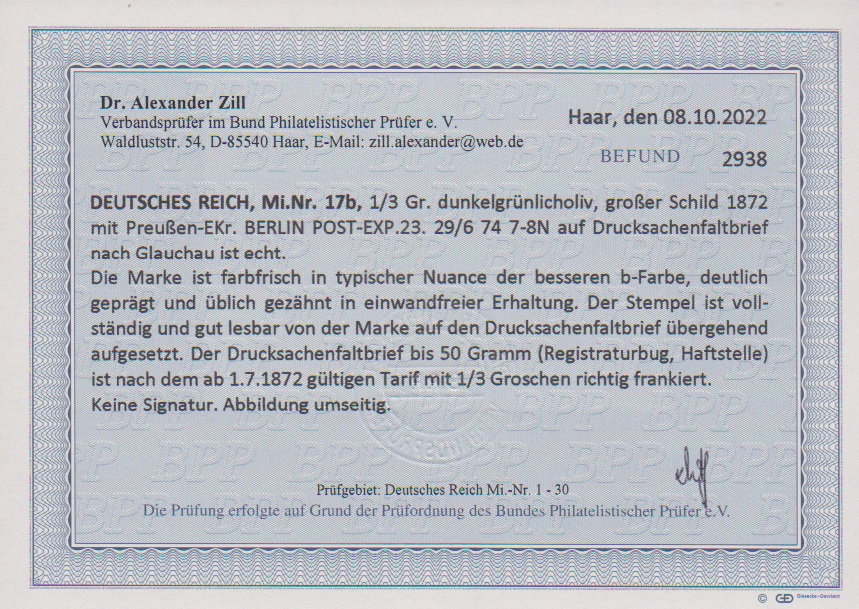 Dr. Alexander Zill
Verbandsprüfer im Bund Philatelistischer Prüfer e. V.
Waldluststr. 54, D-85540 Haar, E-Mail: zill.alexander@web.de
Haar, den 08.10.2022
BEFUND 2938
DEUTSCHES REICH, Mi.Nr. 17b, 1/3 Gr. dunkelgrünlicholiv, großer Schild 1872
mit Preußen-EKr. BERLIN POST-EXP.23. 29/6 74 7-8N auf Drucksachenfaltbrief
nach Glauchau ist echt.
Die Marke ist farbfrisch in typischer Nuance der besseren b-Farbe, deutlich
geprägt und üblich gezähnt in einwandfreier Erhaltung. Der Stempel ist voll-
ständig und gut lesbar von der Marke auf den Drucksachenfaltbrief übergehend
aufgesetzt. Der Drucksachenfaltbrief bis 50 Gramm (Registraturbug, Haftstelle)
ist nach dem ab 1.7.1872 gültigen Tarif mit 1/3 Groschen richtig frankiert.
Keine Signatur. Abbildung umseitig.
Prüfgebiet: Deutsches Reich Mi.-Nr. 1 - 30
Die Prüfung erfolgte auf Grund der Prüfordnung des Bundes Philatelistischer Prüfer e.V.
© GD Giesecke+Devrient